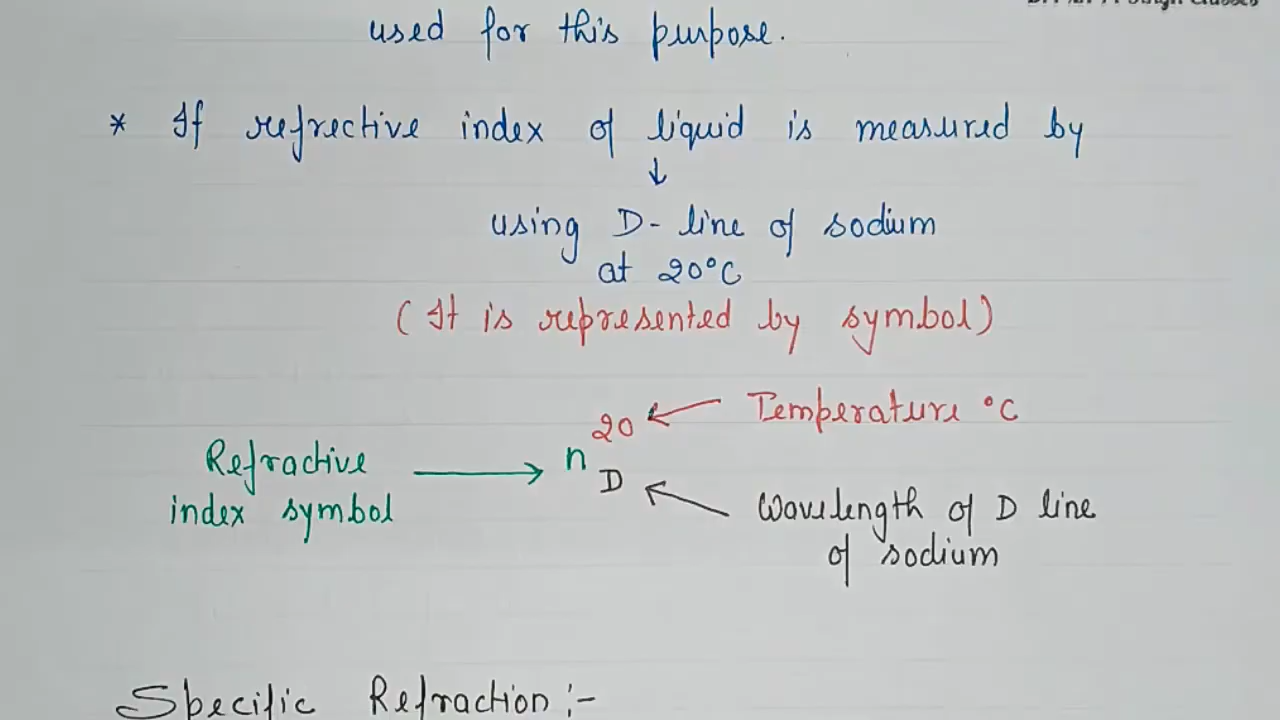 used for this purpose.
* If refrective index of liquid is measured by
↓
using D- line of sodium
at 20°C
(It is represented by symbol)
20 ← Temperature °C
Refractive → n
index symbol
D ← Wavelength of D line
of sodium
Specific Refraction :-